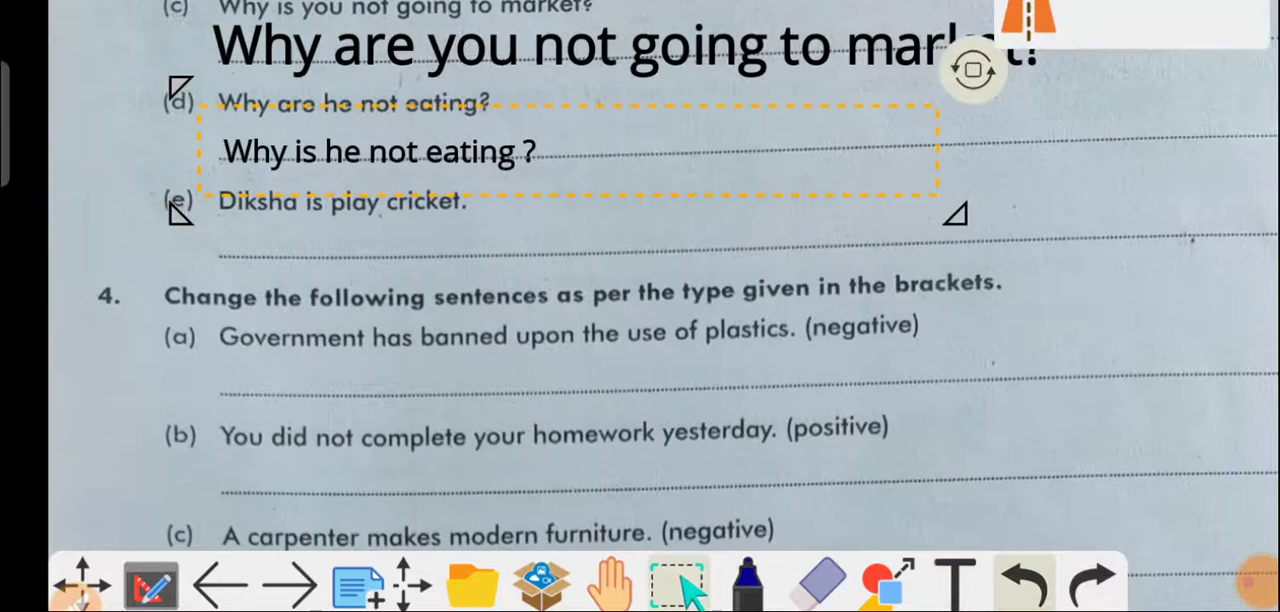 (c) Why is you not going to market?
Why are you not going to market?
(d) Why are he not eating?
Why is he not eating ?
(e) Diksha is play cricket.
4. Change the following sentences as per the type given in the brackets.
(a) Government has banned upon the use of plastics. (negative)
(b) You did not complete your homework yesterday. (positive)
(c) A carpenter makes modern furniture. (negative)
T